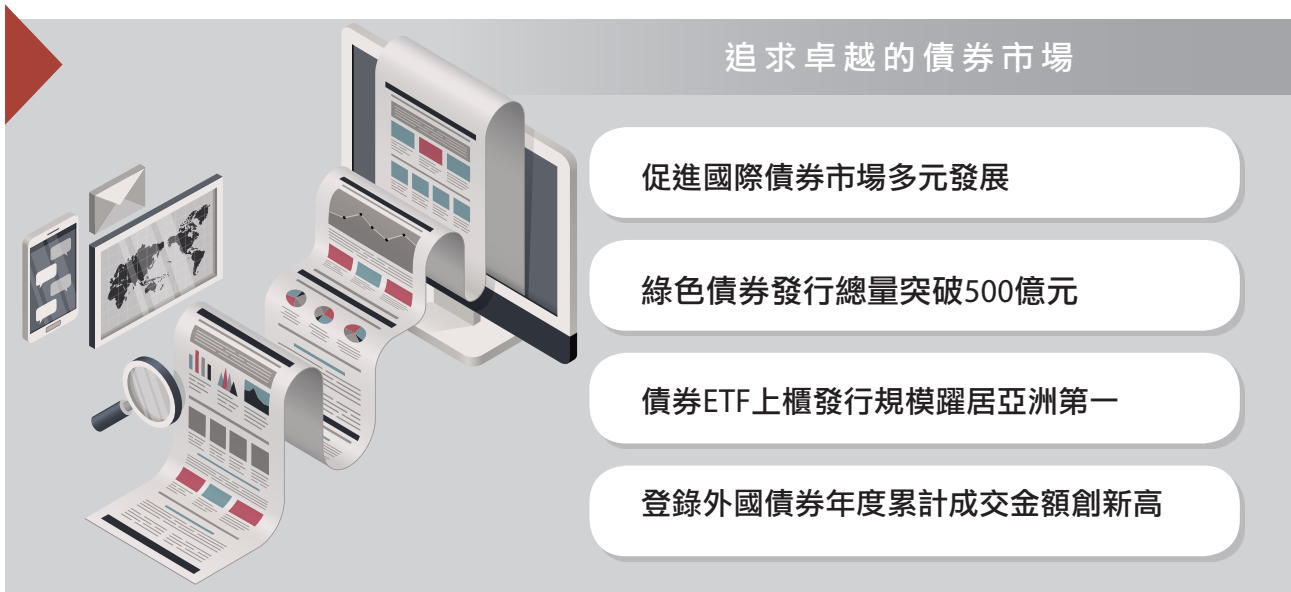 追求卓越的債券市場
促進國際債券市場多元發展
綠色債券發行總量突破500億元
債券ETF上櫃發行規模躍居亞洲第一
登錄外國債券年度累計成交金額創新高